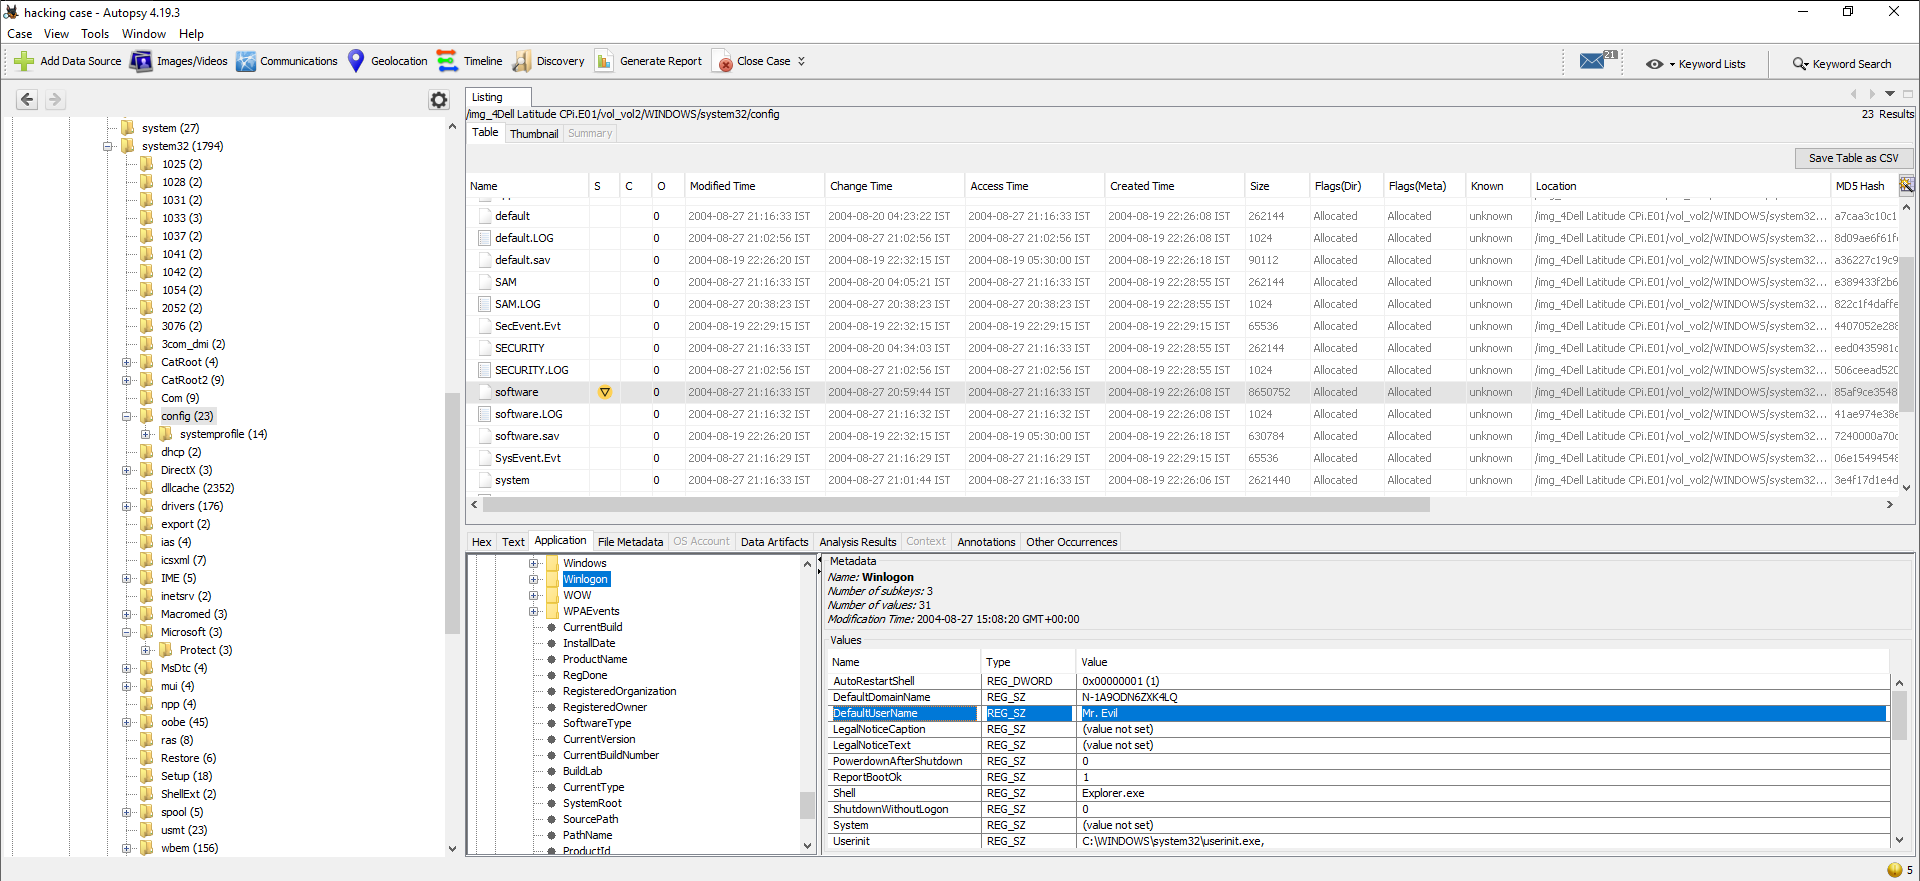 hacking case - Autopsy 4.19.3
Case View Tools Window Help
Add Data Source Images/Videos Communications Geolocation Timeline Discovery Generate Report Close Case 21 Keyword Lists Keyword Search
Listing
/img_4Dell Latitude CPi.E01/vol_vol2/WINDOWS/system32/config
23 Results
Table Thumbnail Summary
Save Table as CSV
system (27)
system32 (1794)
1025 (2)
1028 (2)
1031 (2)
1033 (3)
1037 (2)
1041 (2)
1042 (2)
1054 (2)
2052 (2)
3076 (2)
3com_dmi (2)
CatRoot (4)
CatRoot2 (9)
Com (9)
config (23)
systemprofile (14)
dhcp (2)
DirectX (3)
dllcache (2352)
drivers (176)
export (2)
ias (4)
icsxml (7)
IME (5)
inetsrv (2)
Macromed (3)
Microsoft (3)
Protect (3)
MsDtc (4)
mui (4)
npp (4)
oobe (45)
ras (8)
Restore (6)
Setup (18)
ShellExt (2)
spool (5)
usmt (23)
wbem (156)
Name S C O Modified Time Change Time Access Time Created Time Size Flags(Dir) Flags(Meta) Known Location MD5 Hash
default 0 2004-08-27 21:16:33 IST 2004-08-20 04:23:22 IST 2004-08-27 21:16:33 IST 2004-08-19 22:26:08 IST 262144 Allocated Allocated unknown /img_4Dell Latitude CPi.E01/vol_vol2/WINDOWS/system32... a7caa3c10c1
default.LOG 0 2004-08-27 21:02:56 IST 2004-08-27 21:02:56 IST 2004-08-27 21:02:56 IST 2004-08-19 22:26:08 IST 1024 Allocated Allocated unknown /img_4Dell Latitude CPi.E01/vol_vol2/WINDOWS/system32... 8d09ae6f61f
default.sav 0 2004-08-19 22:26:20 IST 2004-08-19 22:32:15 IST 2004-08-19 05:30:00 IST 2004-08-19 22:26:18 IST 90112 Allocated Allocated unknown /img_4Dell Latitude CPi.E01/vol_vol2/WINDOWS/system32... a36227c19c9
SAM 0 2004-08-27 21:16:33 IST 2004-08-20 04:05:21 IST 2004-08-27 21:16:33 IST 2004-08-19 22:28:55 IST 262144 Allocated Allocated unknown /img_4Dell Latitude CPi.E01/vol_vol2/WINDOWS/system32... e389433f2b6
SAM.LOG 0 2004-08-27 20:38:23 IST 2004-08-27 20:38:23 IST 2004-08-27 20:38:23 IST 2004-08-19 22:28:55 IST 1024 Allocated Allocated unknown /img_4Dell Latitude CPi.E01/vol_vol2/WINDOWS/system32... 822c1f4daffe
SecEvent.Evt 0 2004-08-19 22:29:15 IST 2004-08-19 22:32:15 IST 2004-08-19 22:29:15 IST 2004-08-19 22:29:15 IST 65536 Allocated Allocated unknown /img_4Dell Latitude CPi.E01/vol_vol2/WINDOWS/system32... 4407052e288
SECURITY 0 2004-08-27 21:16:33 IST 2004-08-20 04:34:03 IST 2004-08-27 21:16:33 IST 2004-08-19 22:28:55 IST 262144 Allocated Allocated unknown /img_4Dell Latitude CPi.E01/vol_vol2/WINDOWS/system32... eed0435981c
SECURITY.LOG 0 2004-08-27 21:02:56 IST 2004-08-27 21:02:56 IST 2004-08-27 21:02:56 IST 2004-08-19 22:28:55 IST 1024 Allocated Allocated unknown /img_4Dell Latitude CPi.E01/vol_vol2/WINDOWS/system32... 506ceead520
software 0 2004-08-27 21:16:33 IST 2004-08-27 20:59:44 IST 2004-08-27 21:16:33 IST 2004-08-19 22:26:08 IST 8650752 Allocated Allocated unknown /img_4Dell Latitude CPi.E01/vol_vol2/WINDOWS/system32... 85af9ce3548
software.LOG 0 2004-08-27 21:16:32 IST 2004-08-27 21:16:32 IST 2004-08-27 21:16:32 IST 2004-08-19 22:26:08 IST 1024 Allocated Allocated unknown /img_4Dell Latitude CPi.E01/vol_vol2/WINDOWS/system32... 41ae974e38e
software.sav 0 2004-08-19 22:26:20 IST 2004-08-19 22:32:15 IST 2004-08-19 05:30:00 IST 2004-08-19 22:26:18 IST 630784 Allocated Allocated unknown /img_4Dell Latitude CPi.E01/vol_vol2/WINDOWS/system32... 7240000a70c
SysEvent.Evt 0 2004-08-27 21:16:29 IST 2004-08-27 21:16:29 IST 2004-08-27 21:16:29 IST 2004-08-19 22:29:15 IST 65536 Allocated Allocated unknown /img_4Dell Latitude CPi.E01/vol_vol2/WINDOWS/system32... 06e15494548
system 0 2004-08-27 21:16:33 IST 2004-08-27 21:01:44 IST 2004-08-27 21:16:33 IST 2004-08-19 22:26:06 IST 2621440 Allocated Allocated unknown /img_4Dell Latitude CPi.E01/vol_vol2/WINDOWS/system32... 3e4f17d1e4d
Hex Text Application File Metadata OS Account Data Artifacts Analysis Results Context Annotations Other Occurrences
Windows
Winlogon
WOW
WPAEvents
CurrentBuild
InstallDate
ProductName
RegDone
RegisteredOrganization
RegisteredOwner
SoftwareType
CurrentVersion
CurrentBuildNumber
BuildLab
CurrentType
SystemRoot
SourcePath
PathName
ProductId
Metadata
Name: Winlogon
Number of subkeys: 3
Number of values: 31
Modification Time: 2004-08-27 15:08:20 GMT+00:00
Values
Name Type Value
AutoRestartShell REG_DWORD 0x00000001 (1)
DefaultDomainName REG_SZ N-1A9ODN6ZXK4LQ
DefaultUserName REG_SZ Mr. Evil
LegalNoticeCaption REG_SZ (value not set)
LegalNoticeText REG_SZ (value not set)
PowerdownAfterShutdown REG_SZ 0
ReportBootOk REG_SZ 1
Shell REG_SZ Explorer.exe
ShutdownWithoutLogon REG_SZ 0
System REG_SZ (value not set)
Userinit REG_SZ C:\WINDOWS\system32\userinit.exe,
5